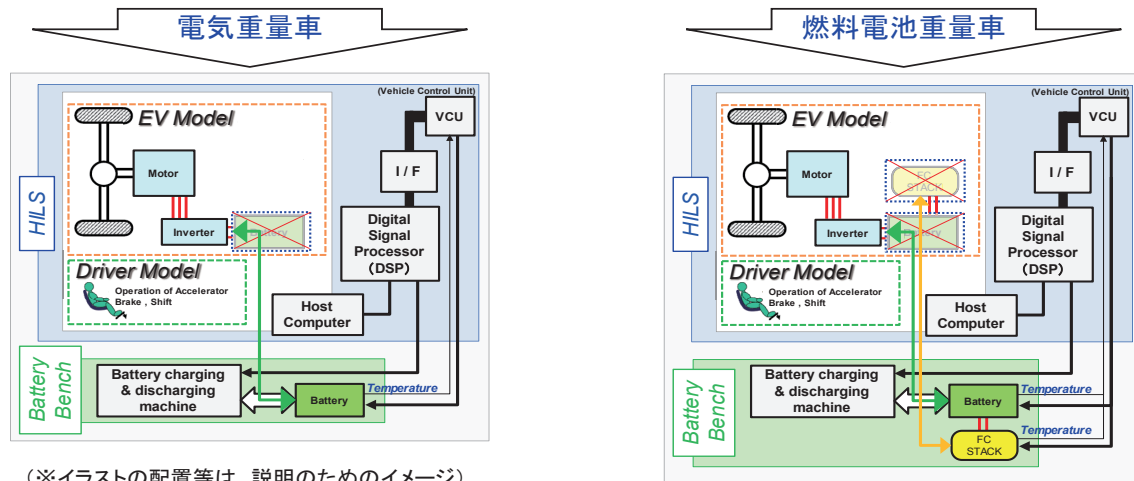 電気重量車
(Vehicle Control Unit)
VCU
EV Model
I / F
Motor
HILS
Inverter
Battery
Digital
Signal
Processor
（DSP）
Driver Model
Operation of Accelerator
Brake , Shift
Host
Computer
Battery
Bench
Battery charging
& discharging
machine
Battery
Temperature
（※イラストの配置等は、説明のためのイメージ）
燃料電池重量車
(Vehicle Control Unit)
VCU
EV Model
I / F
Motor
FC
STACK
HILS
Inverter
Battery
Digital
Signal
Processor
（DSP）
Driver Model
Operation of Accelerator
Brake , Shift
Host
Computer
Battery
Bench
Battery charging
& discharging
machine
Battery
Temperature
Temperature
FC
STACK